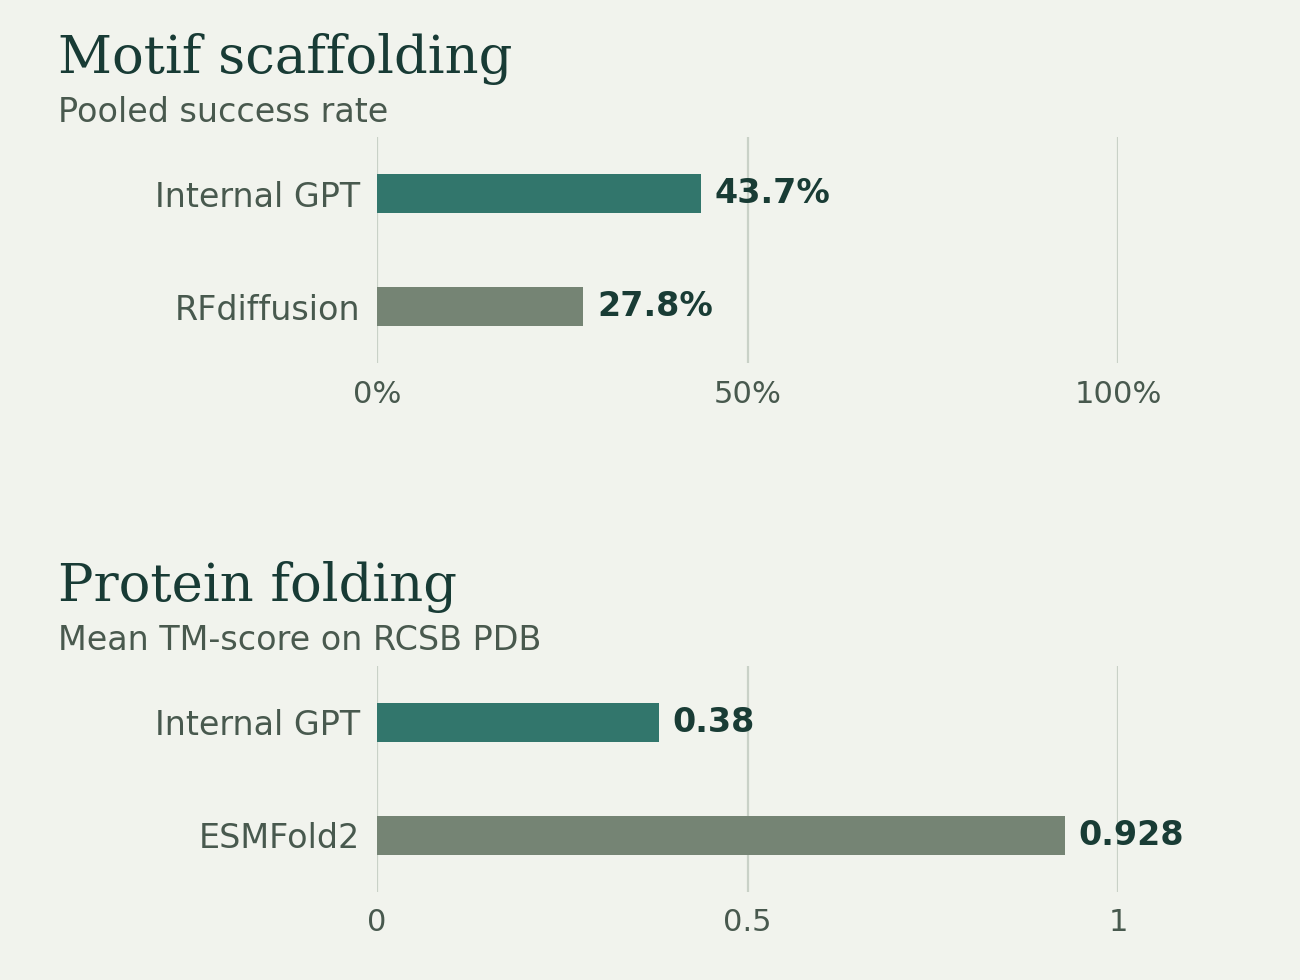 Motif scaffolding
Pooled success rate
Internal GPT 43.7%
RFdiffusion 27.8%
0% 50% 100%
Protein folding
Mean TM-score on RCSB PDB
Internal GPT 0.38
ESMFold2 0.928
0 0.5 1